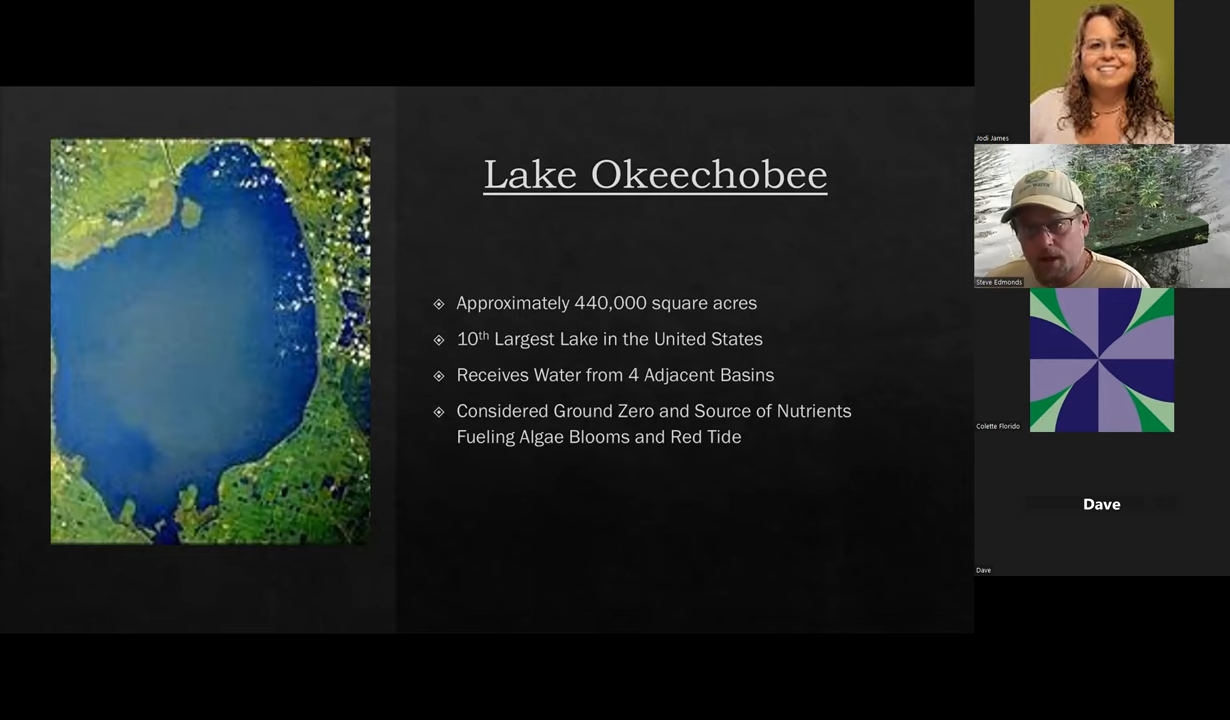 Lake Okeechobee
Approximately 440,000 square acres
10th Largest Lake in the United States
Receives Water from 4 Adjacent Basins
Considered Ground Zero and Source of Nutrients
Fueling Algae Blooms and Red Tide
Jodi James
Steve Edmonds
Colette Florido
Dave
Dave